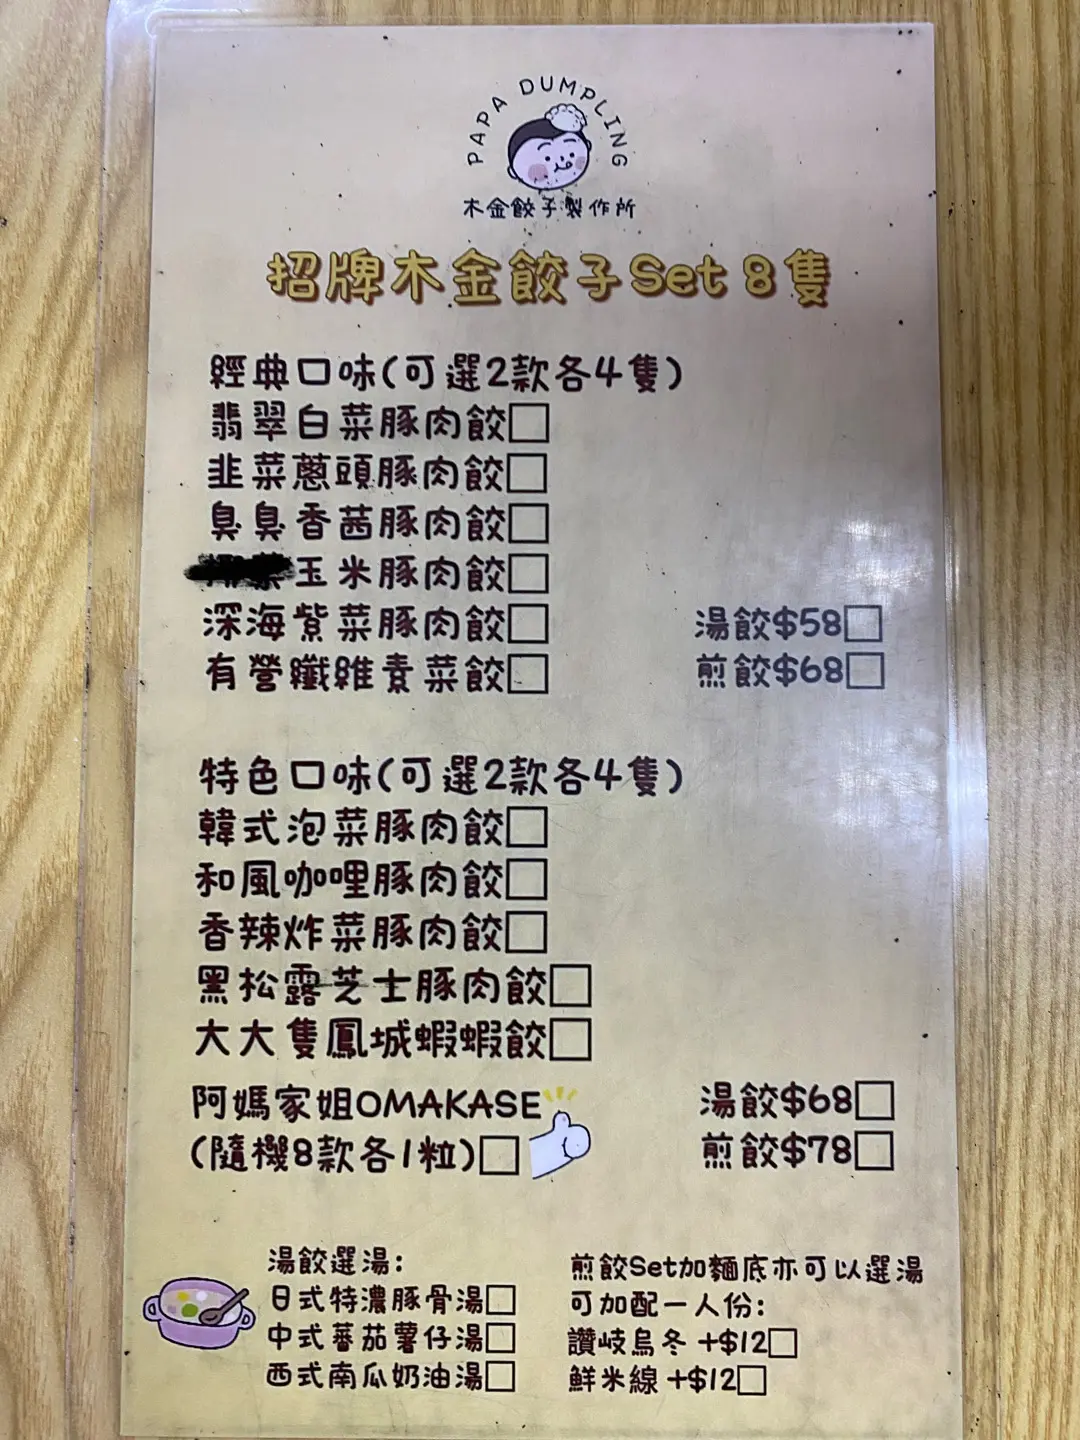 PAPA DUMPLING
木金餃子製作所
招牌木金餃子Set 8隻
經典口味(可選2款各4隻)
翡翠白菜豚肉餃□
韭菜蔥頭豚肉餃□
臭臭香茜豚肉餃□
玉米豚肉餃□
深海紫菜豚肉餃□
湯餃$58□
有營纖維素菜餃□
煎餃$68□
特色口味(可選2款各4隻)
韓式泡菜豚肉餃□
和風咖哩豚肉餃□
香辣炸菜豚肉餃□
黑松露芝士豚肉餃□
大大隻鳳城蝦蝦餃□
阿媽家姐OMAKASE
(隨機8款各1粒)□
湯餃$68□
煎餃$78□
湯餃選湯:
日式特濃豚骨湯□
中式蕃茄薯仔湯□
西式南瓜奶油湯□
煎餃Set加麵底亦可以選湯
可加配一人份:
讚岐烏冬 +$12□
鮮米線 +$12□